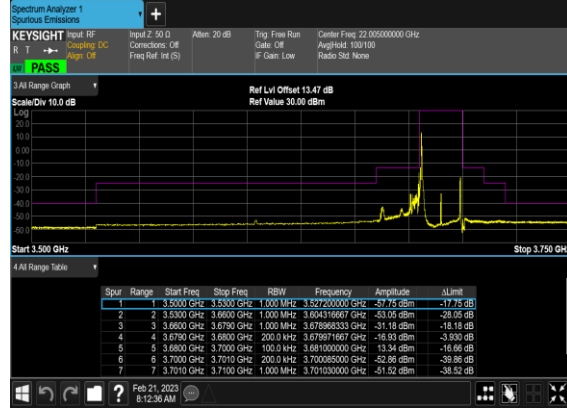 Spectrum Analyzer 1
Spurious Emissions
+
KEYSIGHT Input: RF Input Z: 50 Ω Atten: 20 dB Trig: Free Run Center Freq: 22.005000000 GHz
R T Coupling: DC Corrections: Off Gate: Off Avg|Hold: 100/100
Align: Off Freq Ref: Int (S) IF Gain: Low Radio Std: None
LXI PASS
3 All Range Graph
Ref Lvl Offset 13.47 dB
Scale/Div 10.0 dB Ref Value 30.00 dBm
Log
20.0
10.0
0.00
-10.0
-20.0
-30.0
-40.0
-50.0
-60.0
Start 3.500 GHz Stop 3.750 GHz
4 All Range Table
Spur Range Start Freq Stop Freq RBW Frequency Amplitude ΔLimit
1 1 3.5000 GHz 3.5300 GHz 1.000 MHz 3.527200000 GHz -57.75 dBm -17.75 dB
2 2 3.5300 GHz 3.6600 GHz 1.000 MHz 3.604316667 GHz -53.05 dBm -28.05 dB
3 3 3.6600 GHz 3.6790 GHz 1.000 MHz 3.678968333 GHz -31.18 dBm -18.18 dB
4 4 3.6790 GHz 3.6800 GHz 200.0 kHz 3.679971667 GHz -16.93 dBm -3.930 dB
5 5 3.6800 GHz 3.7000 GHz 100.0 kHz 3.681000000 GHz 13.34 dBm -16.66 dB
6 6 3.7000 GHz 3.7010 GHz 200.0 kHz 3.700085000 GHz -52.86 dBm -39.86 dB
7 7 3.7010 GHz 3.7100 GHz 1.000 MHz 3.701030000 GHz -51.52 dBm -38.52 dB
? Feb 21, 2023
8:12:36 AM